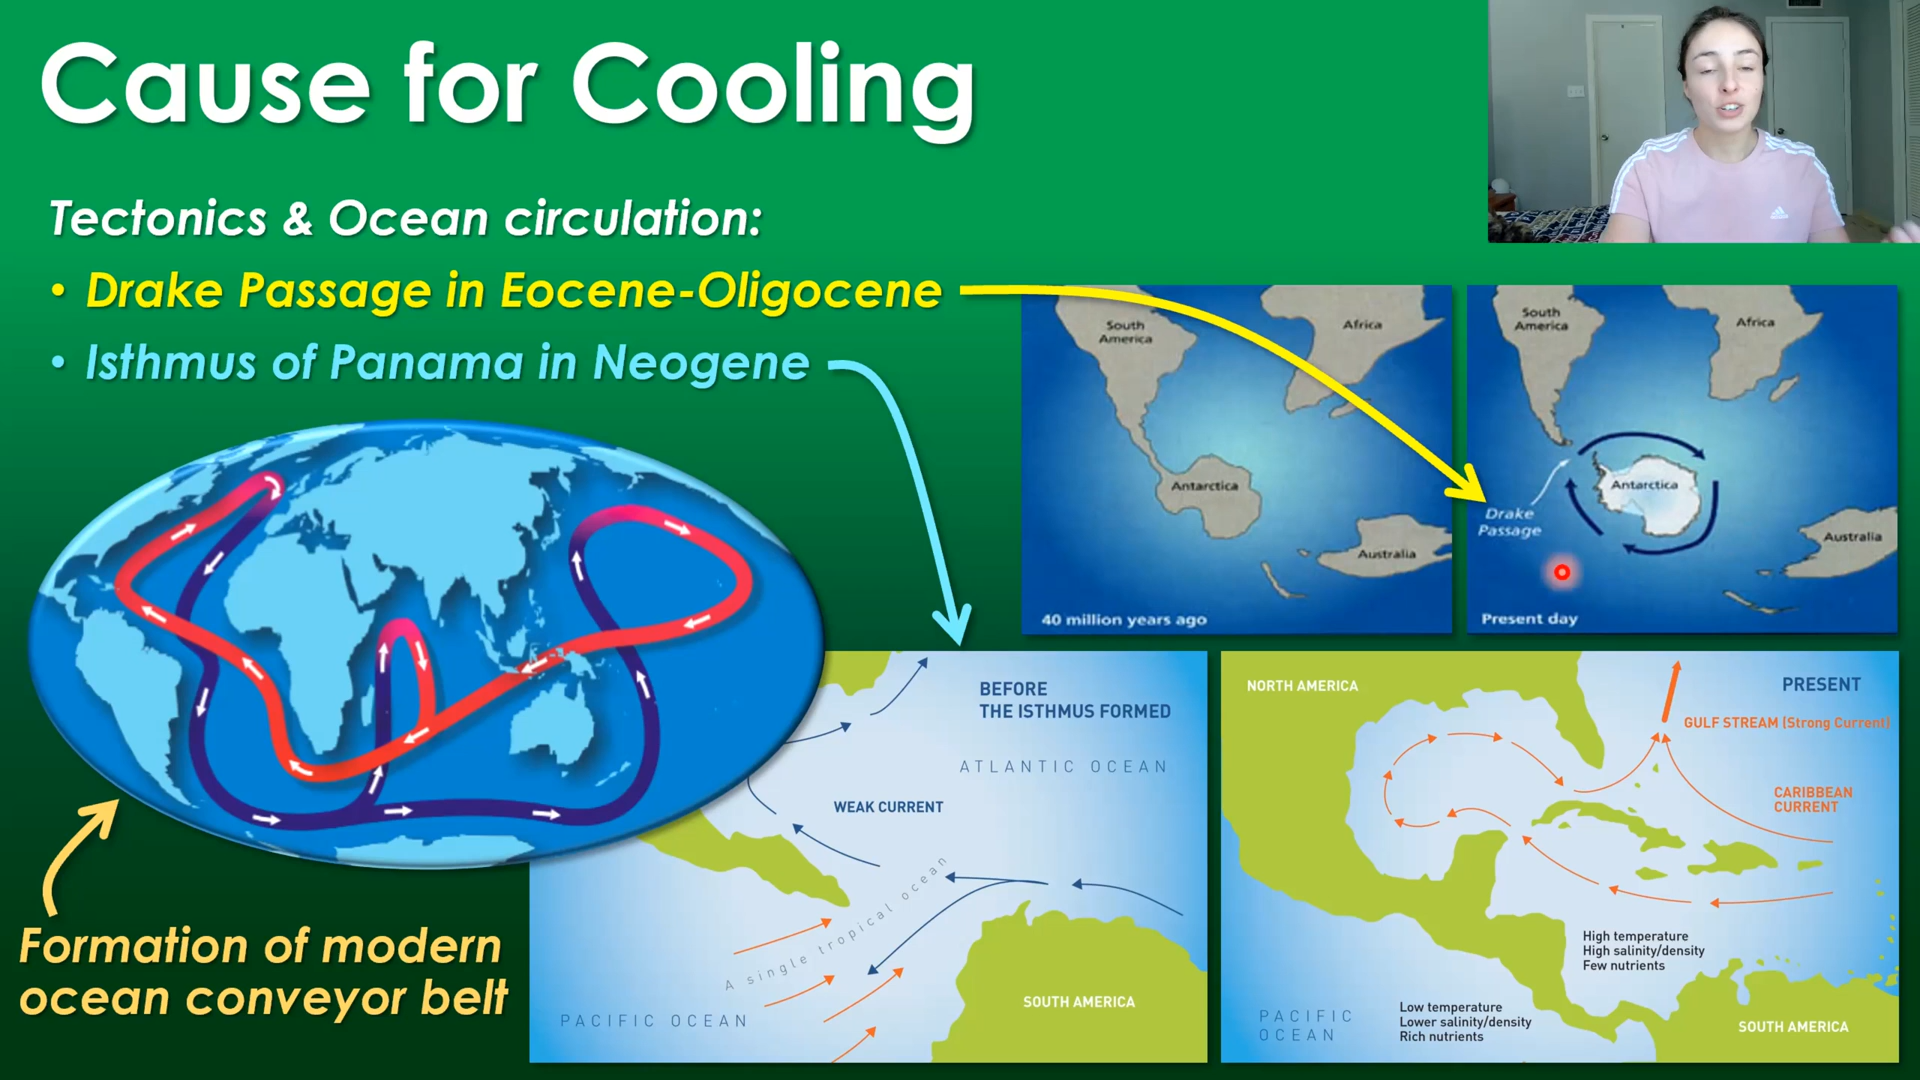 Cause for Cooling
Tectonics & Ocean circulation:
• Drake Passage in Eocene-Oligocene
• Isthmus of Panama in Neogene
South
America
Africa
Antarctica
Australia
40 million years ago
South
America
Africa
Antarctica
Drake
Passage
Australia
Present day
Formation of modern
ocean conveyor belt
BEFORE
THE ISTHMUS FORMED
ATLANTIC OCEAN
WEAK CURRENT
A single tropical ocean
PACIFIC OCEAN
SOUTH AMERICA
NORTH AMERICA
PRESENT
GULF STREAM (Strong Current)
CARIBBEAN
CURRENT
High temperature
High salinity/density
Few nutrients
Low temperature
Lower salinity/density
Rich nutrients
PACIFIC
OCEAN
SOUTH AMERICA
adidas